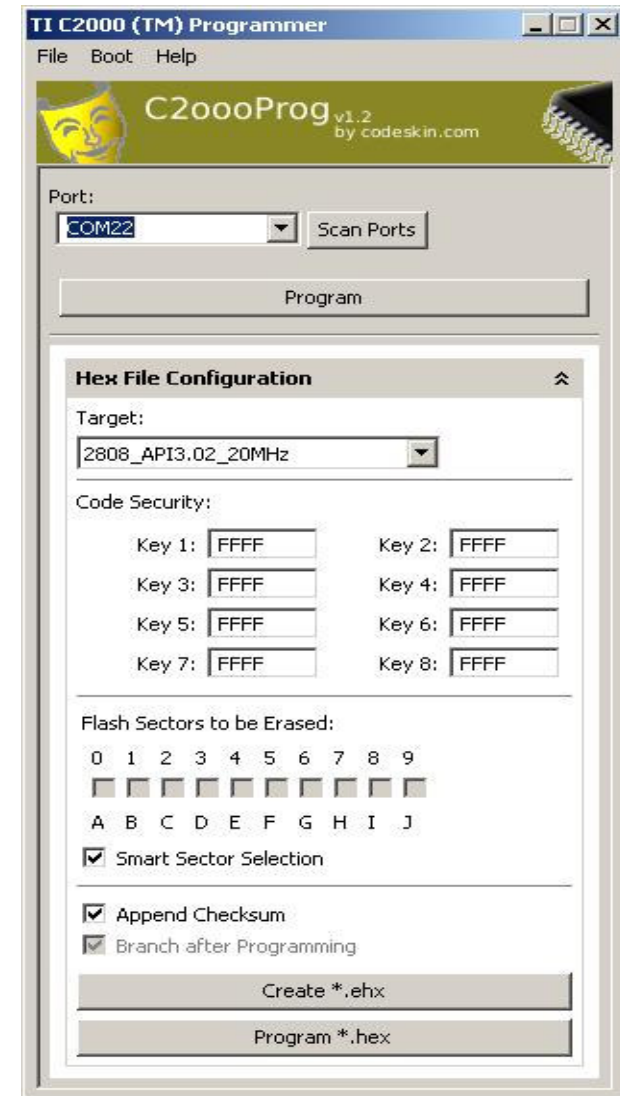 TI C2000 (TM) Programmer
File Boot Help
C2oooProg v1.2
by codeskin.com
Port:
COM22 Scan Ports
Program
Hex File Configuration
Target:
2808_API3.02_20MHz
Code Security:
Key 1: FFFF Key 2: FFFF
Key 3: FFFF Key 4: FFFF
Key 5: FFFF Key 6: FFFF
Key 7: FFFF Key 8: FFFF
Flash Sectors to be Erased:
0 1 2 3 4 5 6 7 8 9
A B C D E F G H I J
Smart Sector Selection
Append Checksum
Branch after Programming
Create *.ehx
Program *.hex